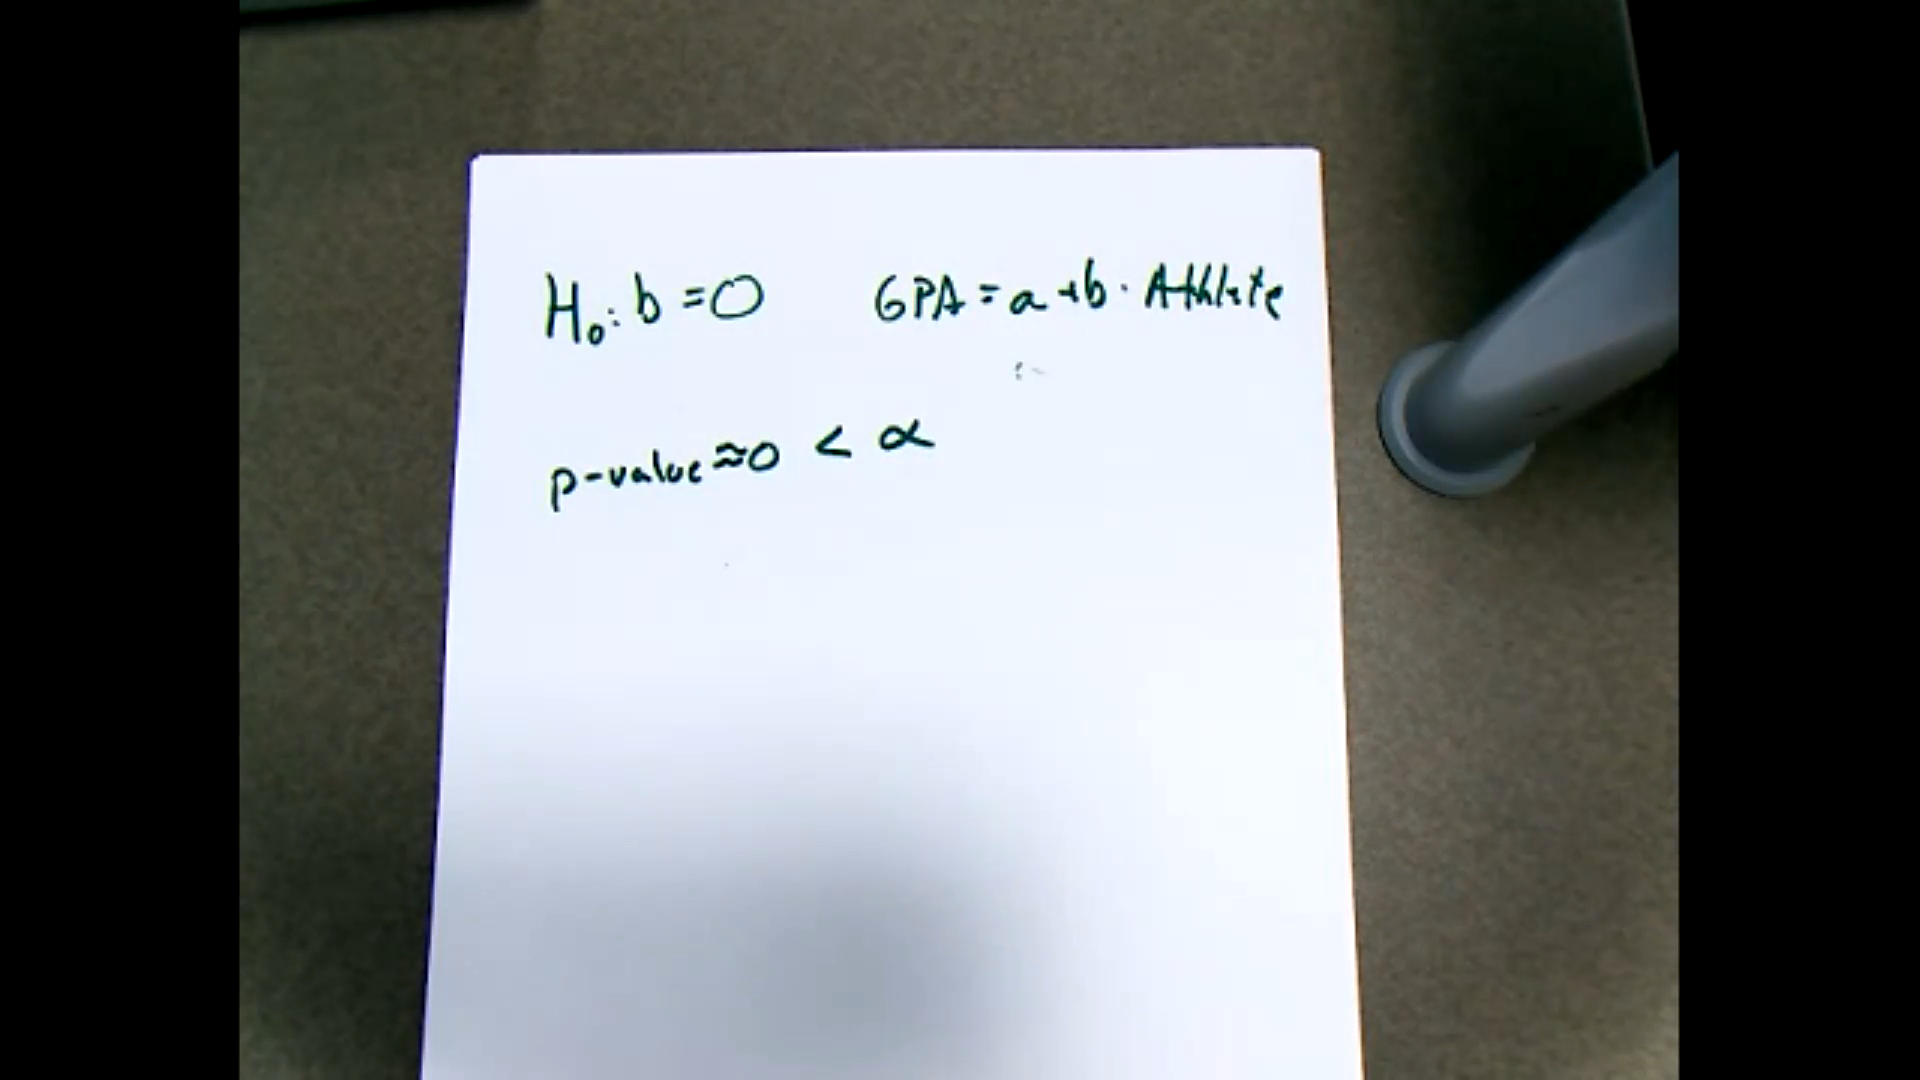 H₀: b = 0 GPA = a + b · Athlete
p-value ≈ 0 < α